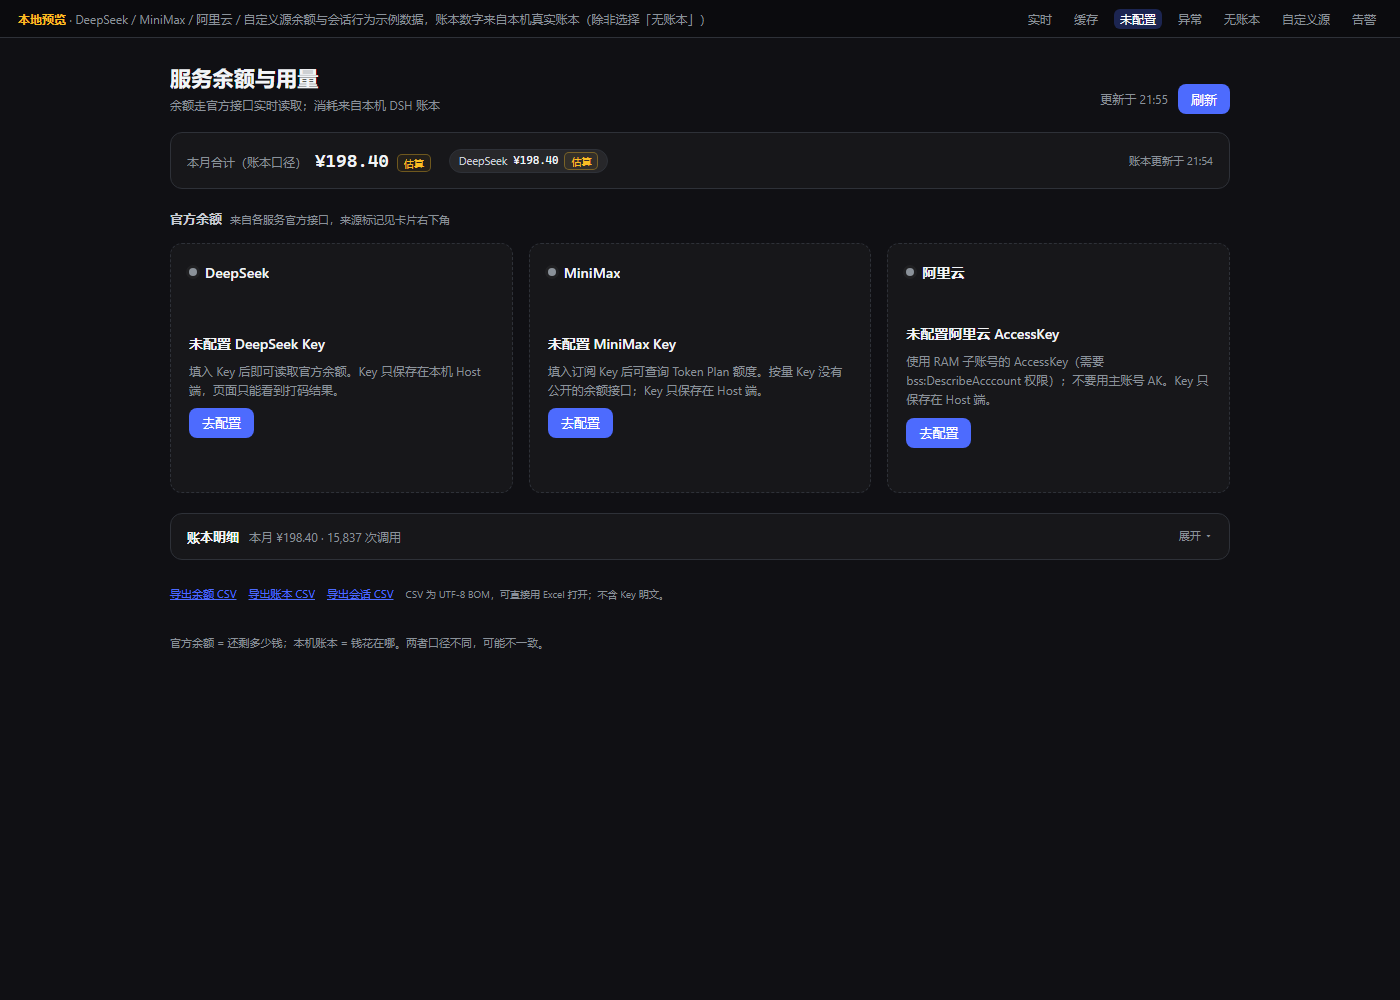 本地预览 · DeepSeek / MiniMax / 阿里云 / 自定义源余额与会话行为示例数据，账本数字来自本机真实账本（除非选择「无账本」）
实时 缓存 未配置 异常 无账本 自定义源 告警
服务余额与用量
余额走官方接口实时读取；消耗来自本机 DSH 账本
更新于 21:55 刷新
本月合计（账本口径） ¥198.40 估算 DeepSeek ¥198.40 估算 账本更新于 21:54
官方余额 来自各服务官方接口，来源标记见卡片右下角
DeepSeek
未配置 DeepSeek Key
填入 Key 后即可读取官方余额。Key 只保存在本机 Host
端，页面只能看到打码结果。
去配置
MiniMax
未配置 MiniMax Key
填入订阅 Key 后可查询 Token Plan 额度。按量 Key 没有
公开的余额接口；Key 只保存在 Host 端。
去配置
阿里云
未配置阿里云 AccessKey
使用 RAM 子账号的 AccessKey（需要
bss:DescribeAcccount 权限）；不要用主账号 AK。Key 只
保存在 Host 端。
去配置
账本明细 本月 ¥198.40 · 15,837 次调用 展开
导出余额 CSV 导出账本 CSV 导出会话 CSV CSV 为 UTF-8 BOM，可直接用 Excel 打开；不含 Key 明文。
官方余额 = 还剩多少钱；本机账本 = 钱花在哪。两者口径不同，可能不一致。